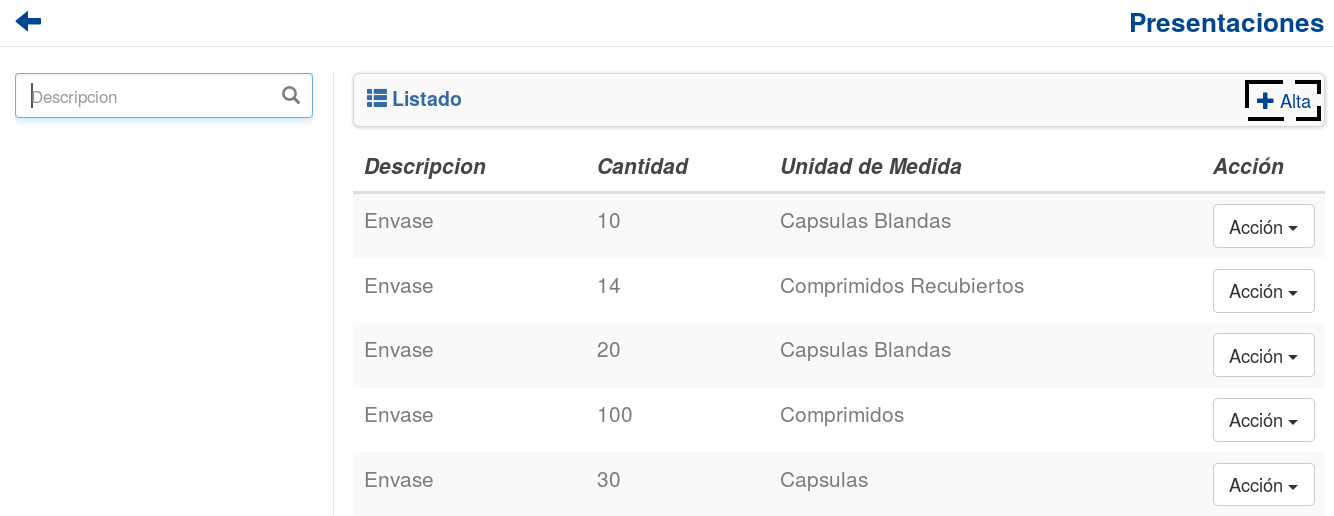 Presentaciones
Descripcion
Listado
Alta
Descripcion Cantidad Unidad de Medida Acción
Envase 10 Capsulas Blandas Acción
Envase 14 Comprimidos Recubiertos Acción
Envase 20 Capsulas Blandas Acción
Envase 100 Comprimidos Acción
Envase 30 Capsulas Acción